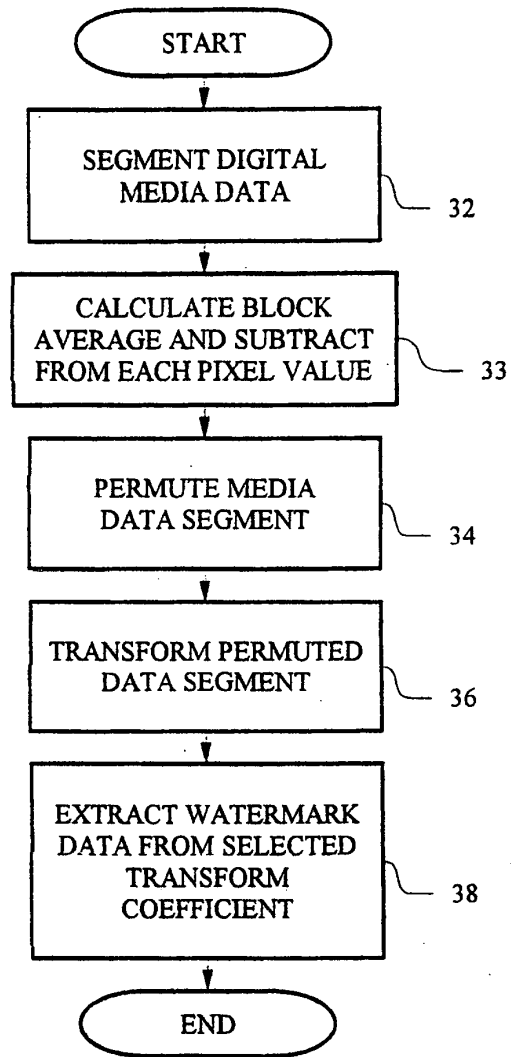 START
SEGMENT DIGITAL
MEDIA DATA
32
CALCULATE BLOCK
AVERAGE AND SUBTRACT
FROM EACH PIXEL VALUE
33
PERMUTE MEDIA
DATA SEGMENT
34
TRANSFORM PERMUTED
DATA SEGMENT
36
EXTRACT WATERMARK
DATA FROM SELECTED
TRANSFORM
COEFFICIENT
38
END